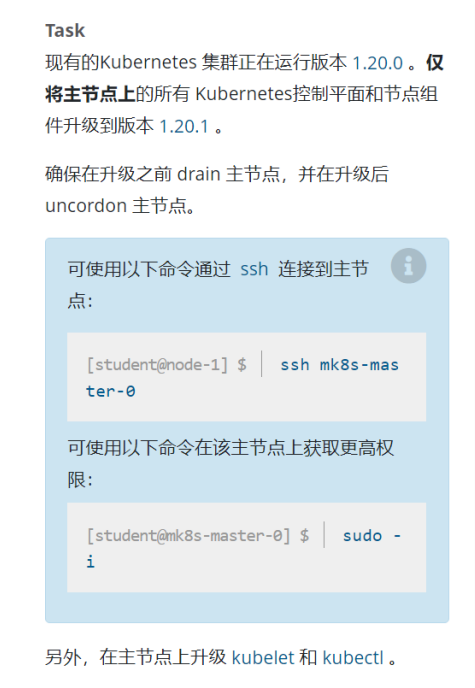 Task
现有的Kubernetes 集群正在运行版本 1.20.0 。仅
将主节点上的所有 Kubernetes控制平面和节点组
件升级到版本 1.20.1 。
确保在升级之前 drain 主节点，并在升级后
uncordon 主节点。
可使用以下命令通过 ssh 连接到主节
点：
[student@node-1] $ | ssh mk8s-mas
ter-0
可使用以下命令在该主节点上获取更高权
限：
[student@mk8s-master-0] $ | sudo -
i
另外，在主节点上升级 kubelet 和 kubectl 。